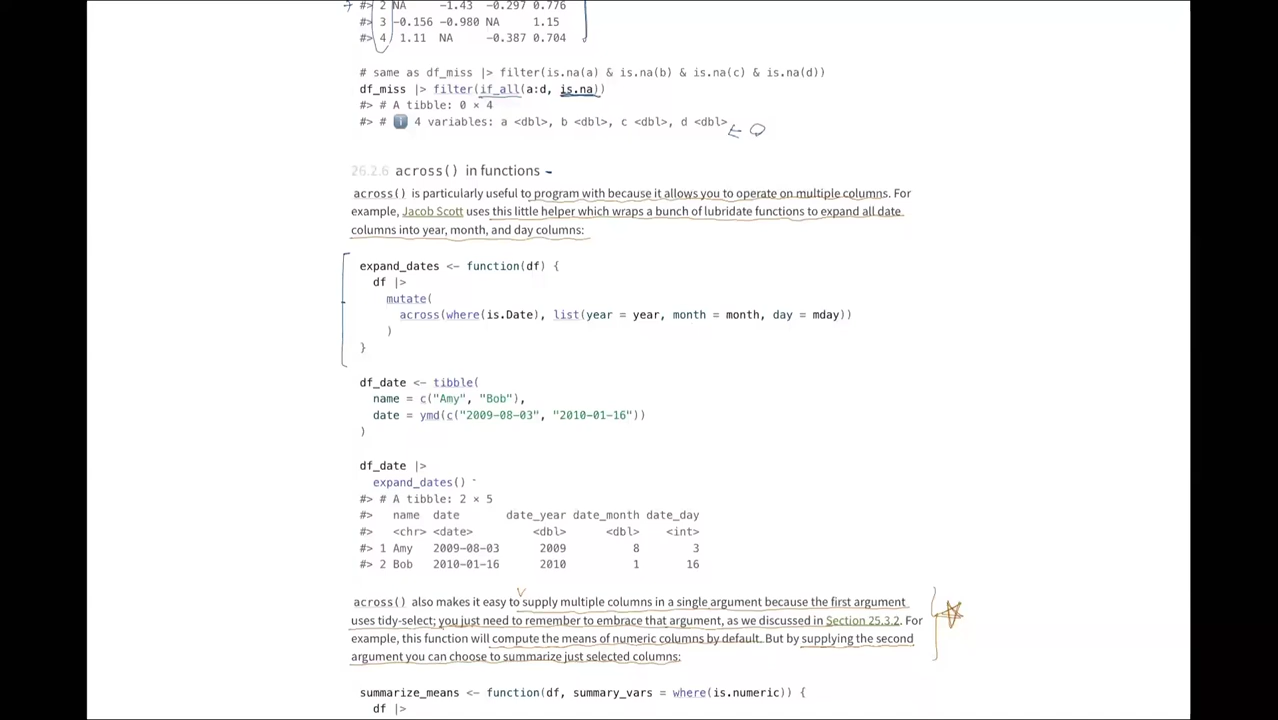 #> 2 NA -1.43 -0.297 0.776
#> 3 -0.156 -0.980 NA 1.15
#> 4 1.11 NA -0.387 0.704
# same as df_miss |> filter(is.na(a) & is.na(b) & is.na(c) & is.na(d))
df_miss |> filter(if_all(a:d, is.na))
#> # A tibble: 0 × 4
#> # ℹ 4 variables: a <dbl>, b <dbl>, c <dbl>, d <dbl>
26.2.6 across() in functions
across() is particularly useful to program with because it allows you to operate on multiple columns. For
example, Jacob Scott uses this little helper which wraps a bunch of lubridate functions to expand all date
columns into year, month, and day columns:
expand_dates <- function(df) {
df |>
mutate(
across(where(is.Date), list(year = year, month = month, day = mday))
)
}
df_date <- tibble(
name = c("Amy", "Bob"),
date = ymd(c("2009-08-03", "2010-01-16"))
)
df_date |>
expand_dates()
#> # A tibble: 2 × 5
#> name date date_year date_month date_day
#> <chr> <date> <dbl> <dbl> <int>
#> 1 Amy 2009-08-03 2009 8 3
#> 2 Bob 2010-01-16 2010 1 16
across() also makes it easy to supply multiple columns in a single argument because the first argument
uses tidy-select; you just need to remember to embrace that argument, as we discussed in Section 25.3.2. For
example, this function will compute the means of numeric columns by default. But by supplying the second
argument you can choose to summarize just selected columns:
summarize_means <- function(df, summary_vars = where(is.numeric)) {
df |>